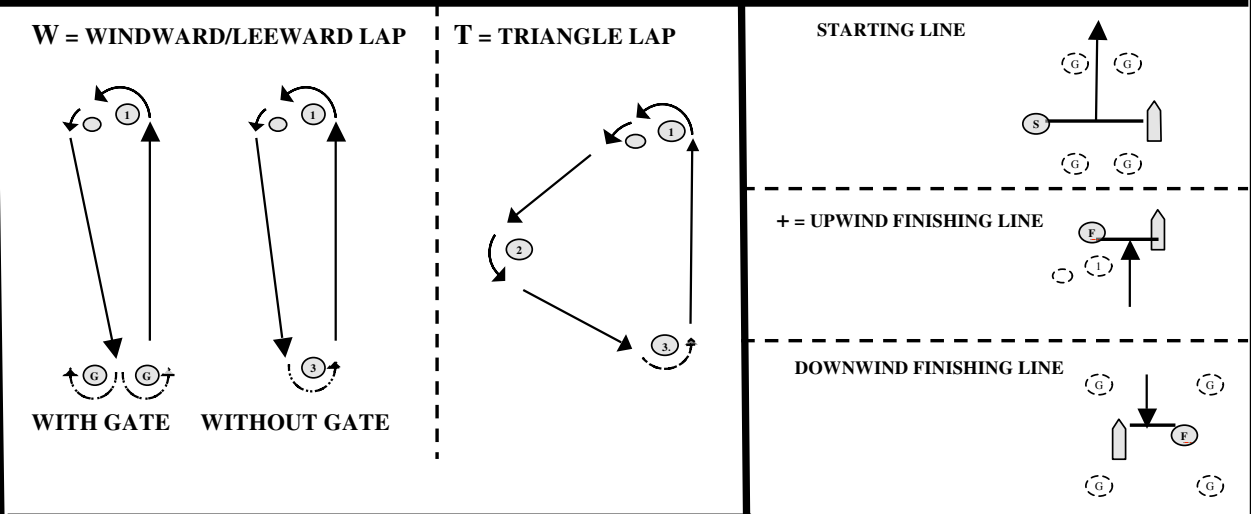 W = WINDWARD/LEEWARD LAP
1
1
G G
3
WITH GATE WITHOUT GATE
T = TRIANGLE LAP
1
2
3.
STARTING LINE
G G
S
G G
+ = UPWIND FINISHING LINE
F
1
DOWNWIND FINISHING LINE
G G
F
G G